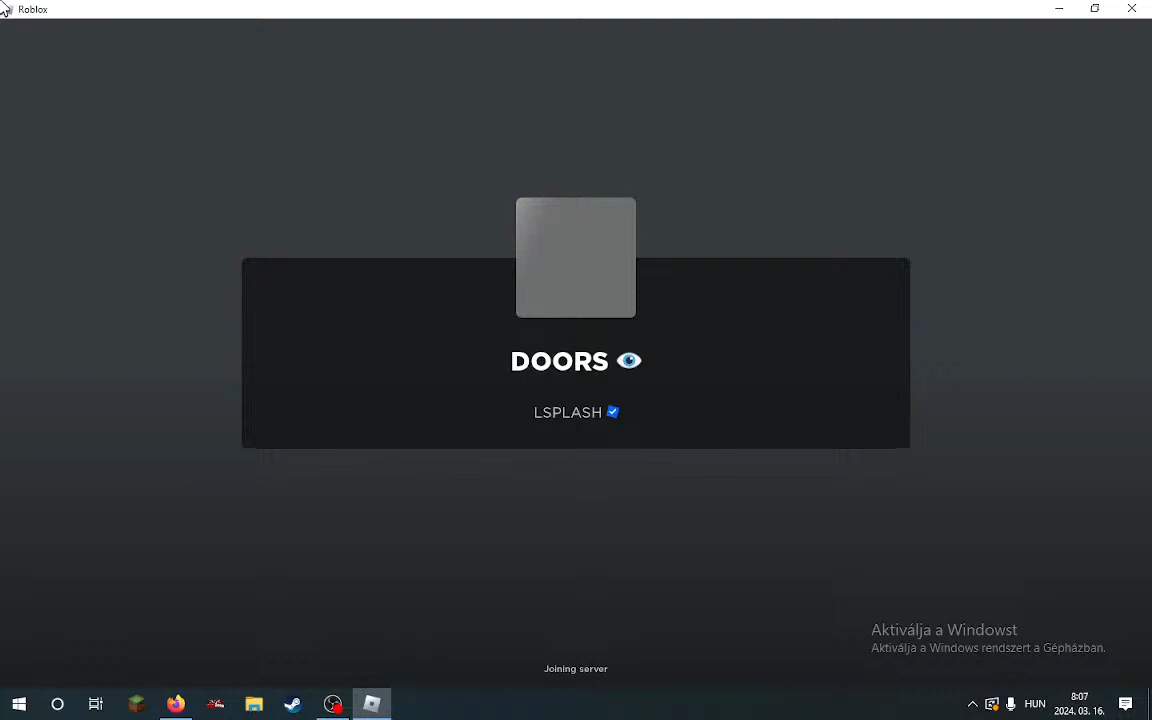 Roblox
DOORS 👁
LSPLASH
Aktiválja a Windowst
Aktiválja a Windows rendszert a Gépházban.
Joining server
HUN
8:07
2024. 03. 16.